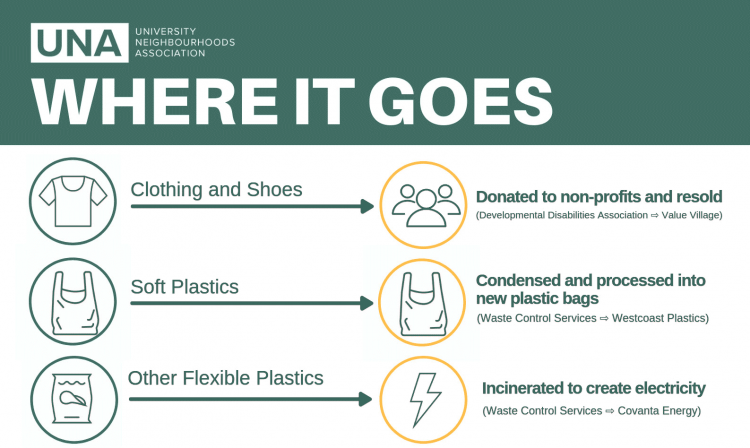 UNA
UNIVERSITY
NEIGHBOURHOODS
ASSOCIATION
WHERE IT GOES
Clothing and Shoes
Donated to non-profits and resold
(Developmental Disabilities Association ⇨ Value Village)
Soft Plastics
Condensed and processed into
new plastic bags
(Waste Control Services ⇨ Westcoast Plastics)
Other Flexible Plastics
Incinerated to create electricity
(Waste Control Services ⇨ Covanta Energy)